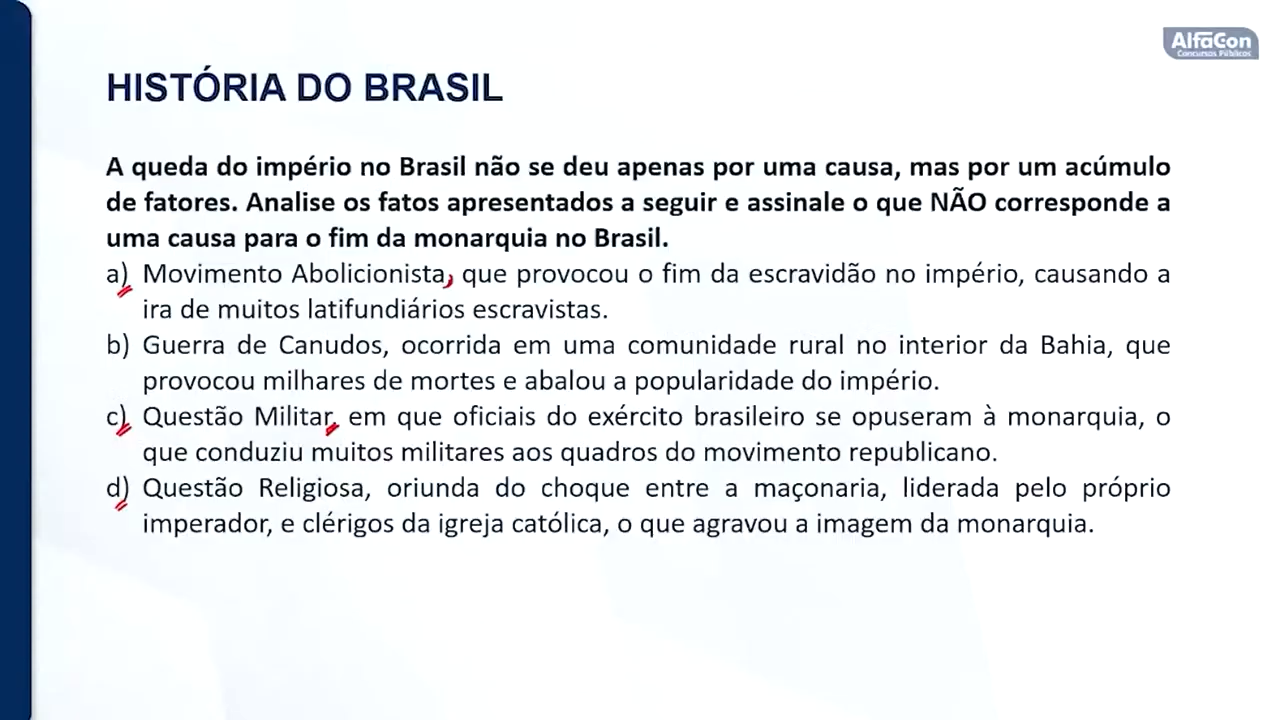 AlfaCon
Concursos Públicos
HISTÓRIA DO BRASIL
A queda do império no Brasil não se deu apenas por uma causa, mas por um acúmulo
de fatores. Analise os fatos apresentados a seguir e assinale o que NÃO corresponde a
uma causa para o fim da monarquia no Brasil.
a) Movimento Abolicionista, que provocou o fim da escravidão no império, causando a
ira de muitos latifundiários escravistas.
b) Guerra de Canudos, ocorrida em uma comunidade rural no interior da Bahia, que
provocou milhares de mortes e abalou a popularidade do império.
c) Questão Militar, em que oficiais do exército brasileiro se opuseram à monarquia, o
que conduziu muitos militares aos quadros do movimento republicano.
d) Questão Religiosa, oriunda do choque entre a maçonaria, liderada pelo próprio
imperador, e clérigos da igreja católica, o que agravou a imagem da monarquia.